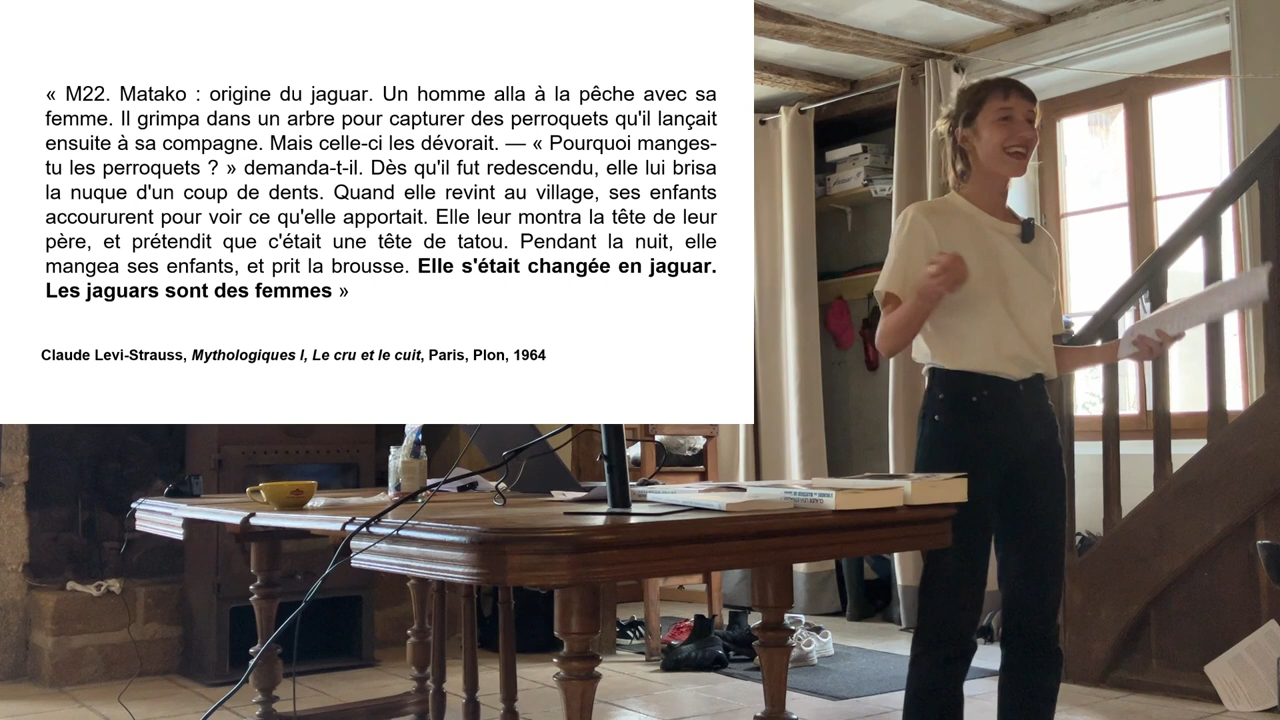 « M22. Matako : origine du jaguar. Un homme alla à la pêche avec sa
femme. Il grimpa dans un arbre pour capturer des perroquets qu'il lançait
ensuite à sa compagne. Mais celle-ci les dévorait. — « Pourquoi manges-
tu les perroquets ? » demanda-t-il. Dès qu'il fut redescendu, elle lui brisa
la nuque d'un coup de dents. Quand elle revint au village, ses enfants
accoururent pour voir ce qu'elle apportait. Elle leur montra la tête de leur
père, et prétendit que c'était une tête de tatou. Pendant la nuit, elle
mangea ses enfants, et prit la brousse. Elle s'était changée en jaguar.
Les jaguars sont des femmes »
Claude Levi-Strauss, Mythologiques I, Le cru et le cuit, Paris, Plon, 1964